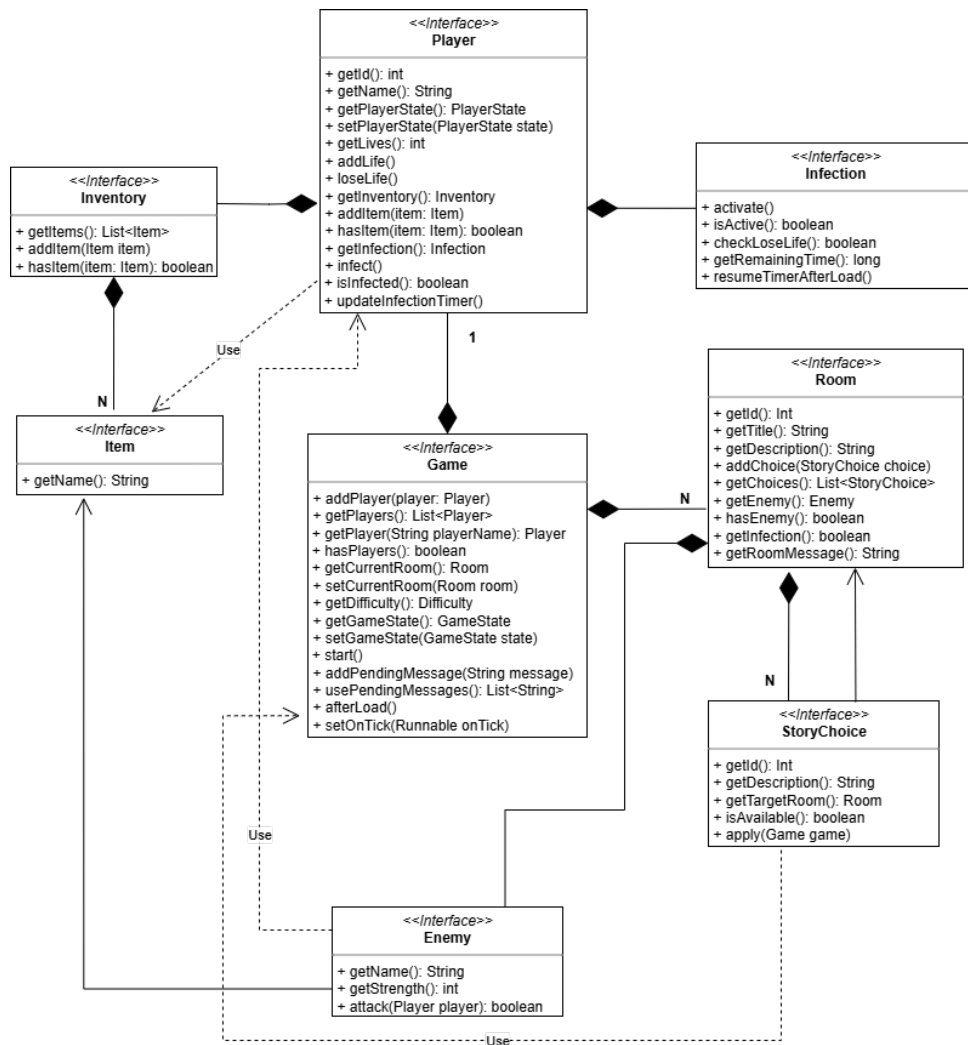 <<Interface>>
Player
+ getId(): int
+ getName(): String
+ getPlayerState(): PlayerState
+ setPlayerState(PlayerState state)
+ getLives(): int
+ addLife()
+ loseLife()
+ getInventory(): Inventory
+ addItem(item: Item)
+ hasItem(item: Item): boolean
+ getInfection(): Infection
+ infect()
+ isInfected(): boolean
+ updateInfectionTimer()
<<Interface>>
Inventory
+ getItems(): List<Item>
+ addItem(Item item)
+ hasItem(item: Item): boolean
<<Interface>>
Infection
+ activate()
+ isActive(): boolean
+ checkLoseLife(): boolean
+ getRemainingTime(): long
+ resumeTimerAfterLoad()
Use
1
N
<<Interface>>
Item
+ getName(): String
<<Interface>>
Room
+ getId(): Int
+ getTitle(): String
+ getDescription(): String
+ addChoice(StoryChoice choice)
+ getChoices(): List<StoryChoice>
+ getEnemy(): Enemy
+ hasEnemy(): boolean
+ getInfection(): boolean
+ getRoomMessage(): String
<<Interface>>
Game
+ addPlayer(player: Player)
+ getPlayers(): List<Player>
+ getPlayer(String playerName): Player
+ hasPlayers(): boolean
+ getCurrentRoom(): Room
+ setCurrentRoom(Room room)
+ getDifficulty(): Difficulty
+ getGameState(): GameState
+ setGameState(GameState state)
+ start()
+ addPendingMessage(String message)
+ usePendingMessages(): List<String>
+ afterLoad()
+ setOnTick(Runnable onTick)
N
N
<<Interface>>
StoryChoice
+ getId(): Int
+ getDescription(): String
+ getTargetRoom(): Room
+ isAvailable(): boolean
+ apply(Game game)
Use
<<Interface>>
Enemy
+ getName(): String
+ getStrength(): int
+ attack(Player player): boolean
Use